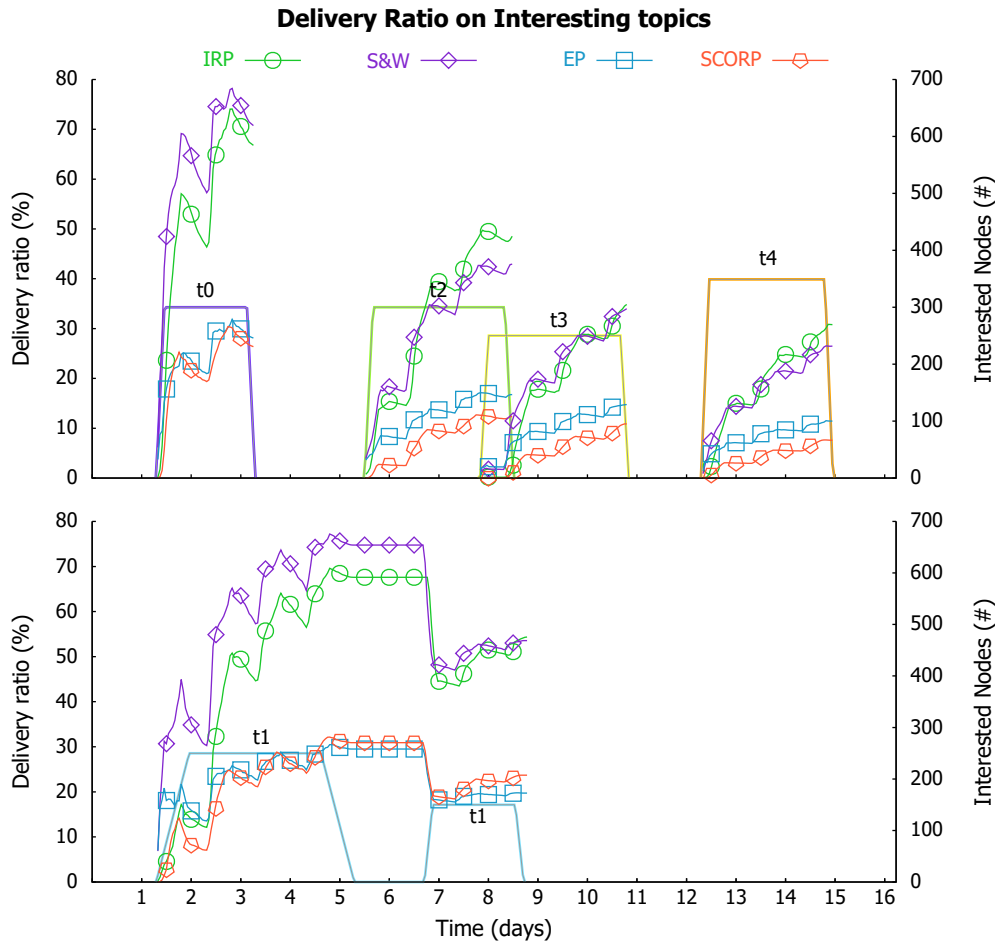 Delivery Ratio on Interesting topics
IRP S&W EP SCORP
80 700
70 600
60 500
50 400
40 300
30 200
20 100
10 0
0
Delivery ratio (%)
Interested Nodes (#)
t0
t2
t3
t4
80 700
70 600
60 500
50 400
40 300
30 200
20 100
10 0
0
Delivery ratio (%)
Interested Nodes (#)
t1
t1
1 2 3 4 5 6 7 8 9 10 11 12 13 14 15 16
Time (days)